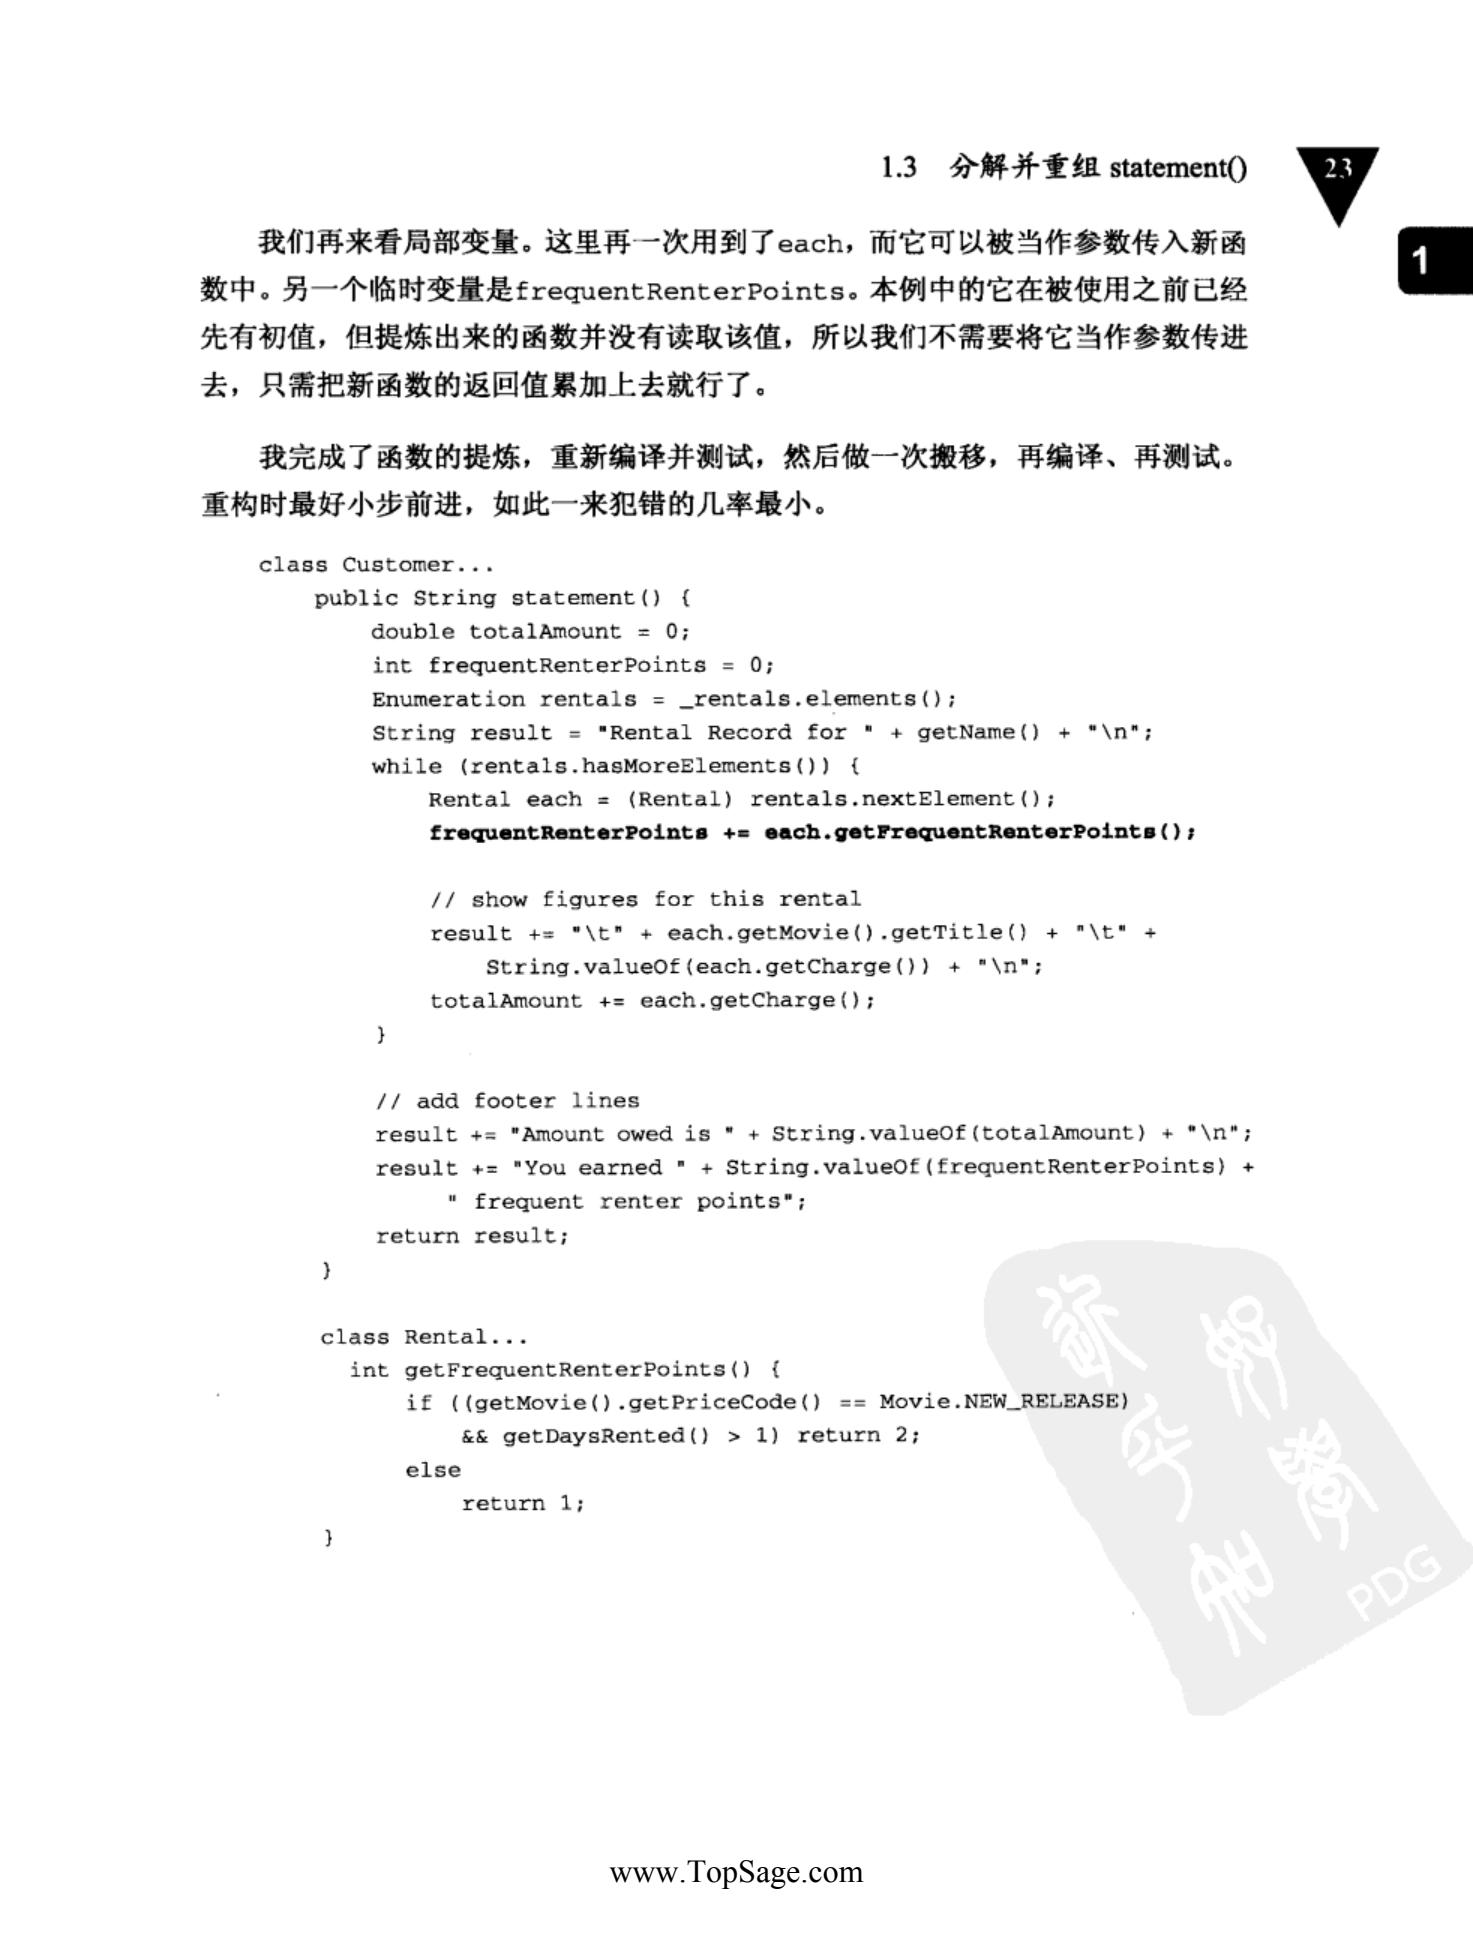 1.3 分解并重组 statement()
23
1
我们再来看局部变量。这里再一次用到了each，而它可以被当作参数传入新函
数中。另一个临时变量是frequentRenterPoints。本例中的它在被使用之前已经
先有初值，但提炼出来的函数并没有读取该值，所以我们不需要将它当作参数传进
去，只需把新函数的返回值累加上去就行了。
我完成了函数的提炼，重新编译并测试，然后做一次搬移，再编译、再测试。
重构时最好小步前进，如此一来犯错的几率最小。
class Customer...
public String statement() {
double totalAmount = 0;
int frequentRenterPoints = 0;
Enumeration rentals = _rentals.elements();
String result = "Rental Record for " + getName() + "\n";
while (rentals.hasMoreElements()) {
Rental each = (Rental) rentals.nextElement();
frequentRenterPoints += each.getFrequentRenterPoints();
// show figures for this rental
result += "\t" + each.getMovie().getTitle() + "\t" +
String.valueOf(each.getCharge()) + "\n";
totalAmount += each.getCharge();
}
// add footer lines
result += "Amount owed is " + String.valueOf(totalAmount) + "\n";
result += "You earned " + String.valueOf(frequentRenterPoints) +
" frequent renter points";
return result;
}
class Rental...
int getFrequentRenterPoints() {
if ((getMovie().getPriceCode() == Movie.NEW_RELEASE)
&& getDaysRented() > 1) return 2;
else
return 1;
}
PDG
www.TopSage.com